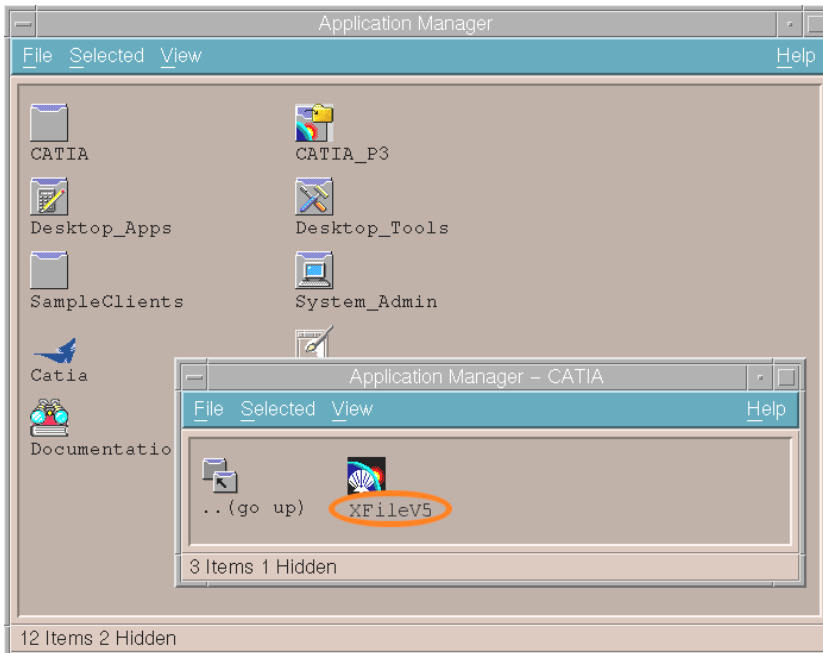 Application Manager
File Selected View Help
CATIA CATIA_P3
Desktop_Apps Desktop_Tools
SampleClients System_Admin
Catia
Documentatio
Application Manager – CATIA
File Selected View Help
..(go up) XFileV5
3 Items 1 Hidden
12 Items 2 Hidden